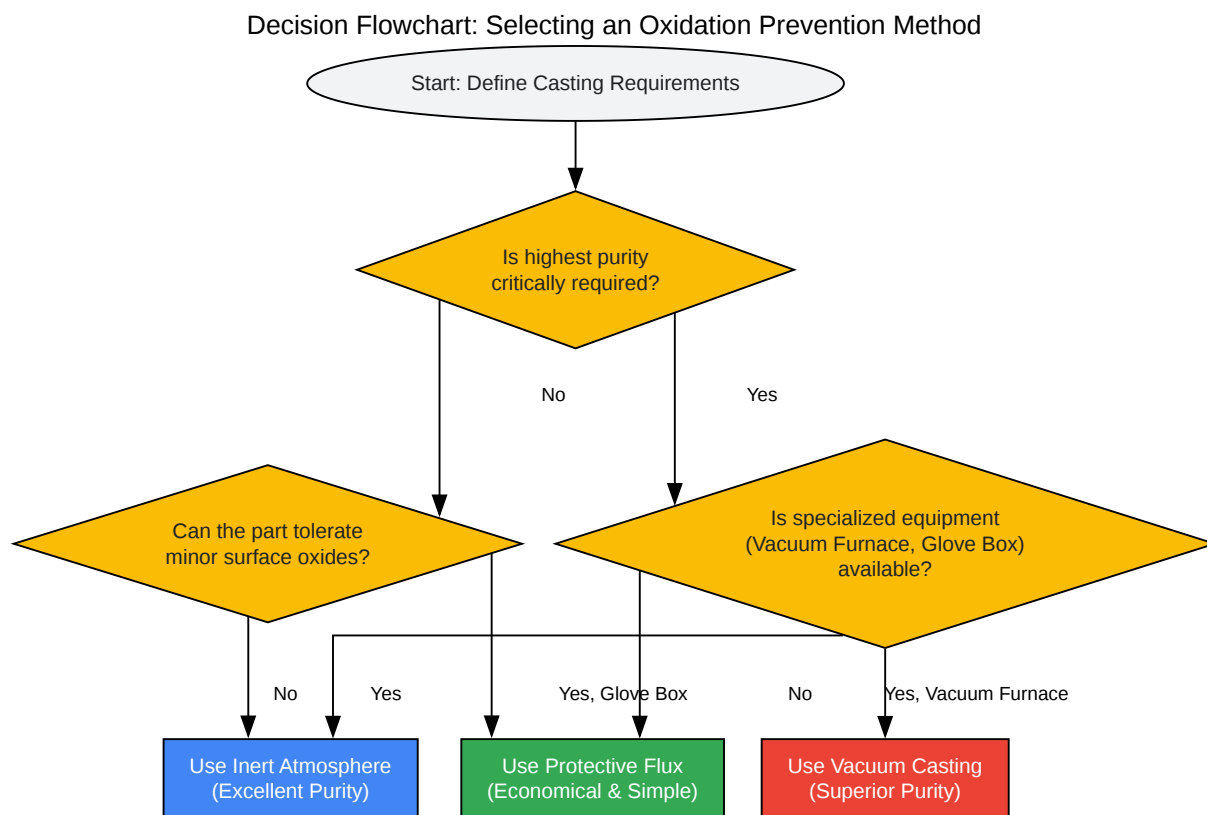 Decision Flowchart: Selecting an Oxidation Prevention Method
Start: Define Casting Requirements
Is highest purity
critically required?
No
Yes
Can the part tolerate
minor surface oxides?
Is specialized equipment
(Vacuum Furnace, Glove Box)
available?
No
Yes
Yes, Glove Box
No
Yes, Vacuum Furnace
Use Inert Atmosphere
(Excellent Purity)
Use Protective Flux
(Economical & Simple)
Use Vacuum Casting
(Superior Purity)